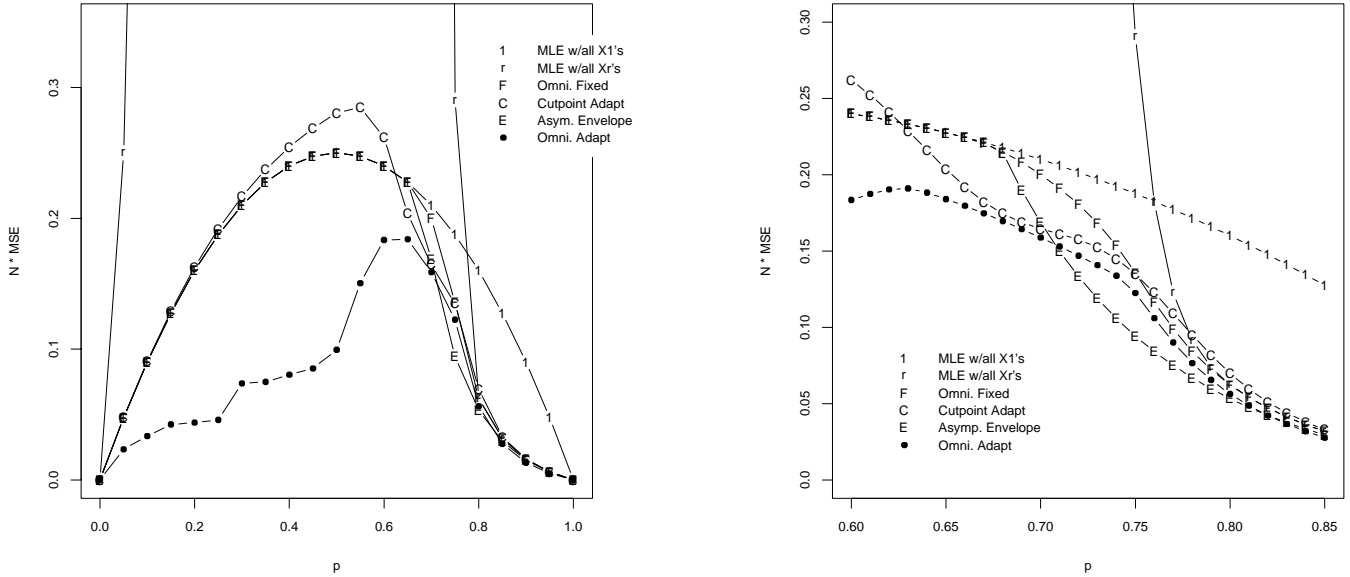 N * MSE
0.3
0.2
0.1
0.0
0.0 0.2 0.4 0.6 0.8 1.0
p
1 MLE w/all X1's
r MLE w/all Xr's
F Omni. Fixed
C Cutpoint Adapt
E Asym. Envelope
• Omni. Adapt
N * MSE
0.30
0.25
0.20
0.15
0.10
0.05
0.00
0.60 0.65 0.70 0.75 0.80 0.85
p
1 MLE w/all X1's
r MLE w/all Xr's
F Omni. Fixed
C Cutpoint Adapt
E Asymp. Envelope
• Omni. Adapt